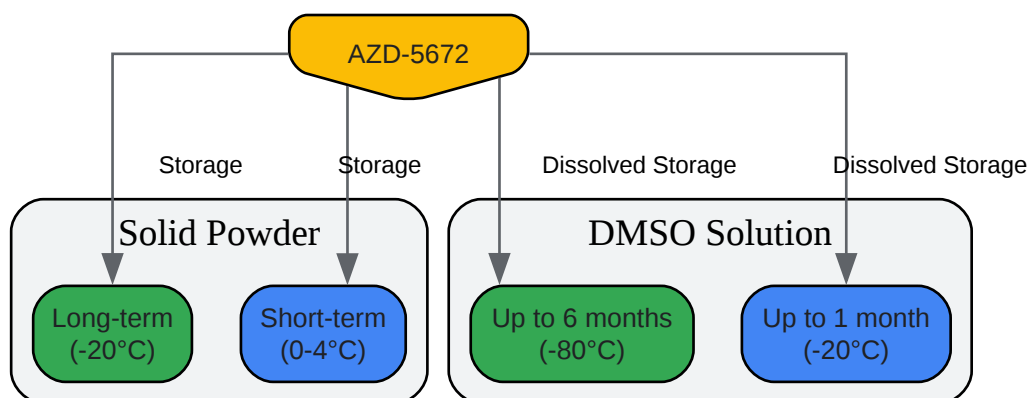 AZD-5672
Storage
Storage
Dissolved Storage
Dissolved Storage
Solid Powder
DMSO Solution
Long-term
(-20°C)
Short-term
(0-4°C)
Up to 6 months
(-80°C)
Up to 1 month
(-20°C)